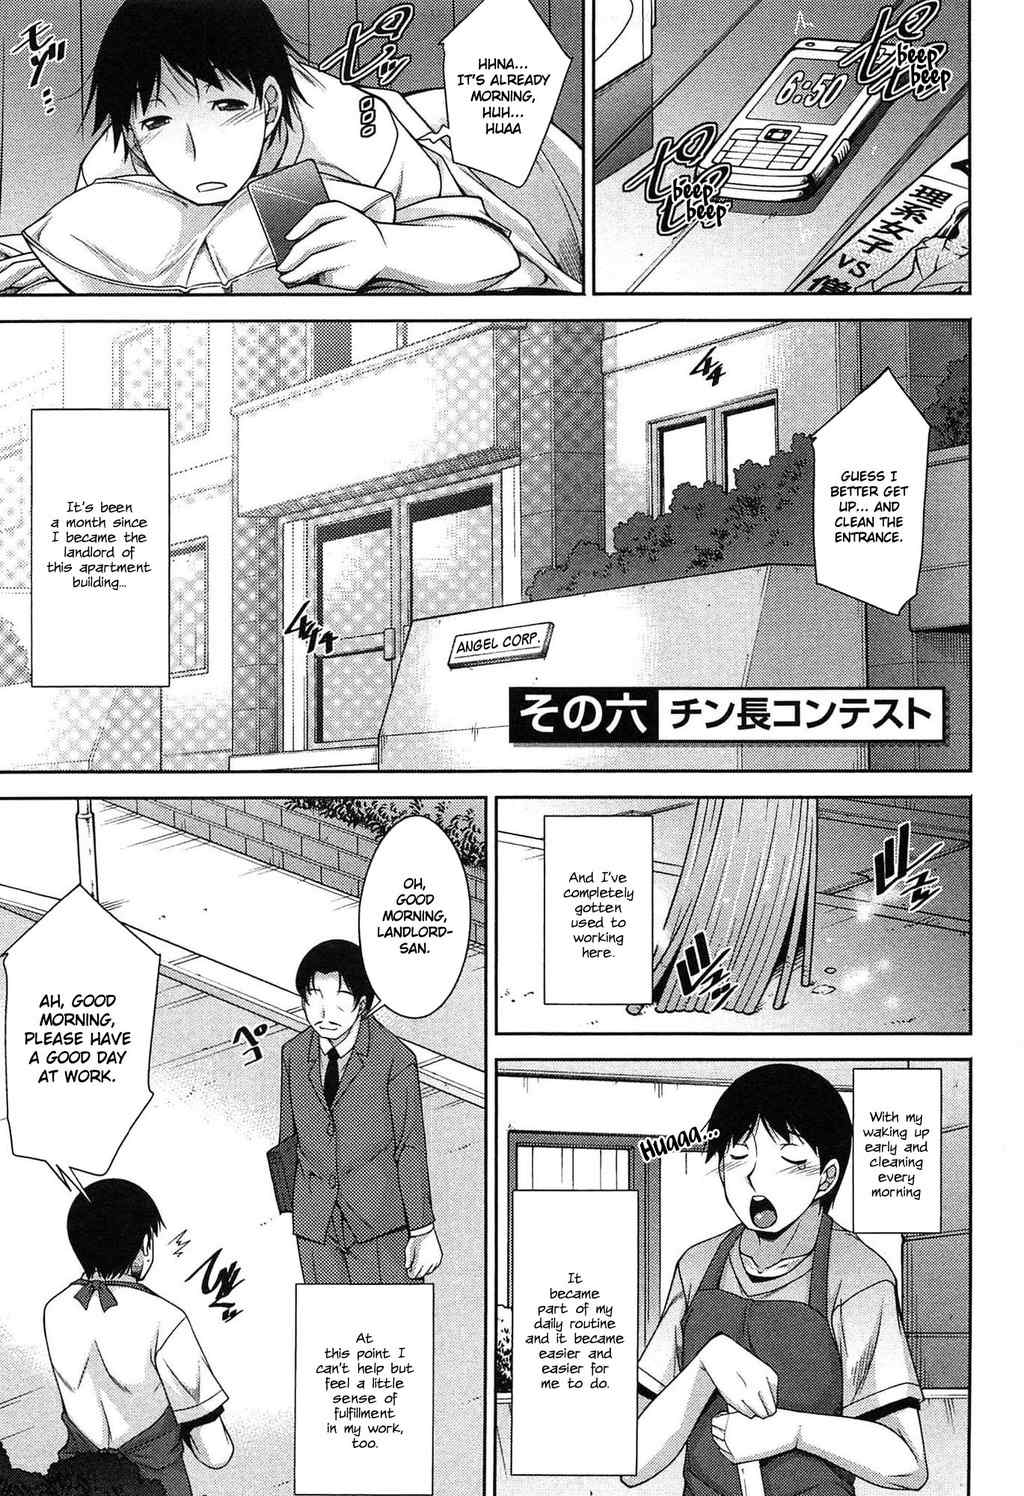 beep
beep
6:50
beep
beep
理系女子
VS
僧
HHNA...
IT'S ALREADY
MORNING,
HUH...
HUAA
GUESS I
BETTER GET
UP... AND
CLEAN THE
ENTRANCE.
It's been
a month since
I became the
landlord of
this apartment
building...
ANGEL CORP.
その六 チン長コンテスト
And I've
completely
gotten
used to
working
here.
With my
waking up
early and
cleaning
every
morning
Huaaa...
It
became
part of my
daily routine
and it became
easier and
easier for
me to do.
OH,
GOOD
MORNING,
LANDLORD-
SAN.
ペコ
AH, GOOD
MORNING,
PLEASE HAVE
A GOOD DAY
AT WORK.
At
this point I
can't help but
feel a little
sense of
fulfillment
in my work,
too.